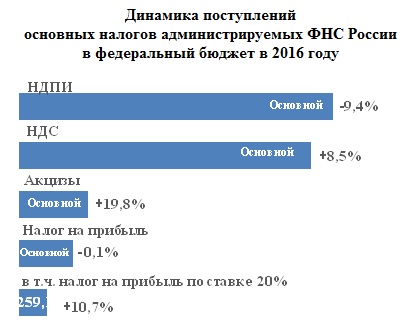 Динамика поступлений
основных налогов администрируемых ФНС России
в федеральный бюджет в 2016 году
НДПИ
Основной -9,4%
НДС
Основной +8,5%
Акцизы
Основной +19,8%
Налог на прибыль
Основной -0,1%
в т.ч. налог на прибыль по ставке 20%
+10,7%